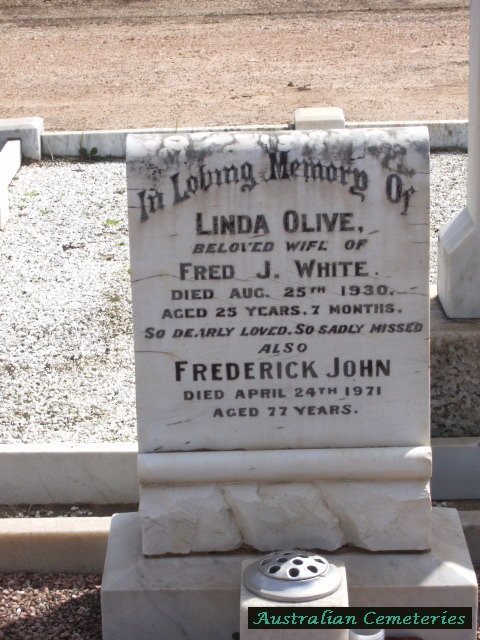 In Loving Memory Of
LINDA OLIVE,
BELOVED WIFE OF
FRED J. WHITE.
DIED AUG. 25TH 1930.
AGED 25 YEARS, 7 MONTHS.
SO DEARLY LOVED. SO SADLY MISSED
ALSO
FREDERICK JOHN
DIED APRIL 24TH 1971
AGED 77 YEARS.
Australian Cemeteries